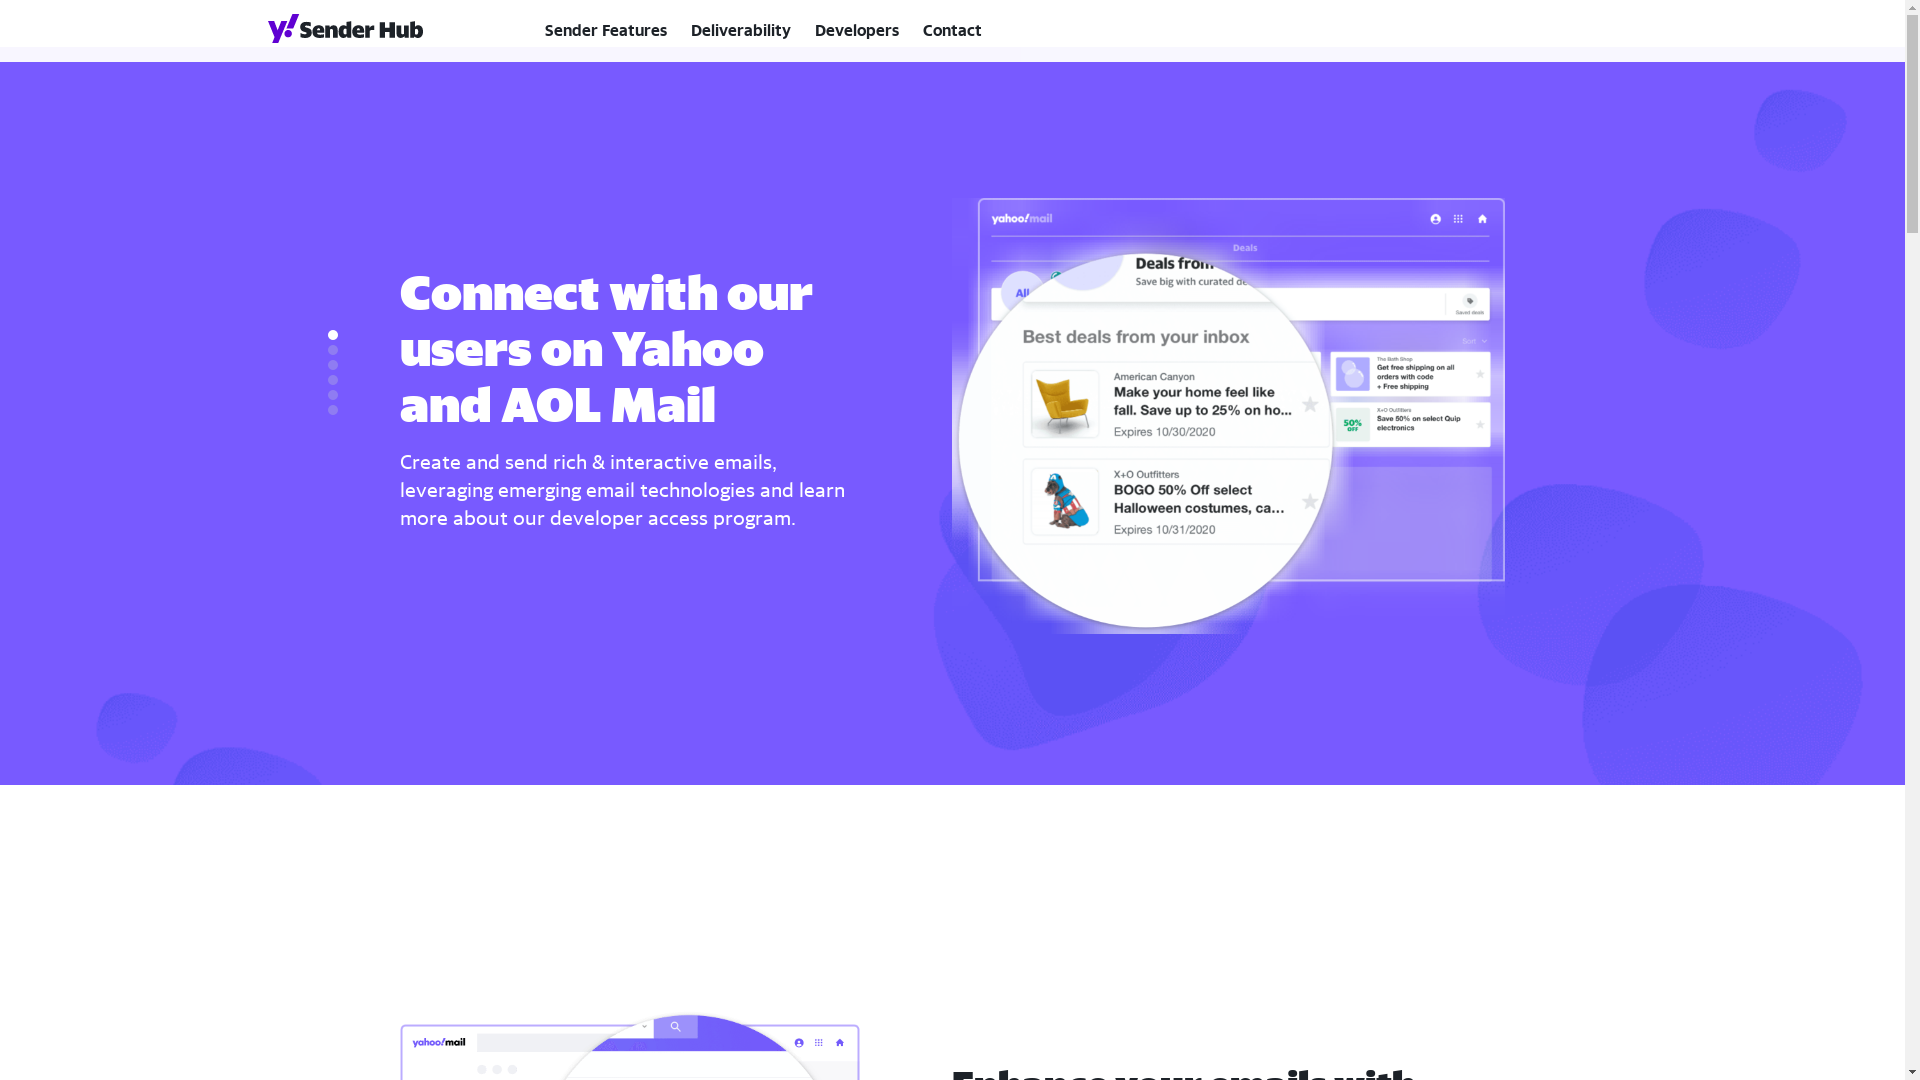 y! Sender Hub
Sender Features
Deliverability
Developers
Contact
Connect with our
users on Yahoo
and AOL Mail
Create and send rich & interactive emails,
leveraging emerging email technologies and learn
more about our developer access program.
yahoo!mail
Deals
All
Deals from
Save big with curated de
Saved deals
Best deals from your inbox
Sort
American Canyon
Make your home feel like
fall. Save up to 25% on ho...
Expires 10/30/2020
X+O Outfitters
BOGO 50% Off select
Halloween costumes, ca...
Expires 10/31/2020
The Bath Shop
Get free shipping on all
orders with code
+ Free shipping
50%
OFF
X+O Outfitters
Save 50% on select Quip
electronics
yahoo!mail
Enhance your emails with